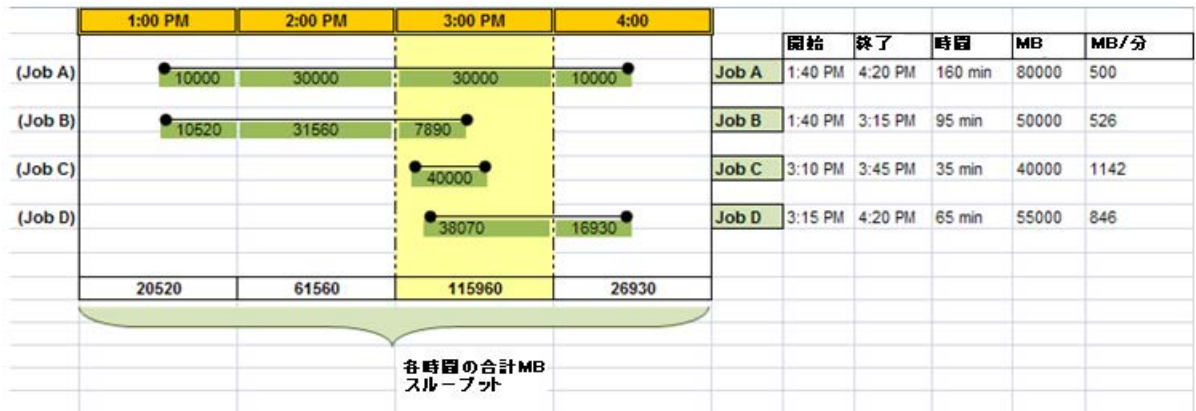 1:00 PM 2:00 PM 3:00 PM 4:00
開始 終了 時間 MB MB/分
(Job A) 10000 30000 30000 10000 Job A 1:40 PM 4:20 PM 160 min 80000 500
(Job B) 10520 31560 7890 Job B 1:40 PM 3:15 PM 95 min 50000 526
(Job C) 40000 Job C 3:10 PM 3:45 PM 35 min 40000 1142
(Job D) 38070 16930 Job D 3:15 PM 4:20 PM 65 min 55000 846
20520 61560 115960 26930
各時間の合計MB
スループット